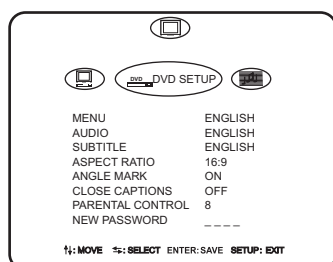 DVD DVD SETUP
MENU ENGLISH
AUDIO ENGLISH
SUBTITLE ENGLISH
ASPECT RATIO 16:9
ANGLE MARK ON
CLOSE CAPTIONS OFF
PARENTAL CONTROL 8
NEW PASSWORD _ _ _ _
: MOVE : SELECT ENTER: SAVE SETUP: EXIT